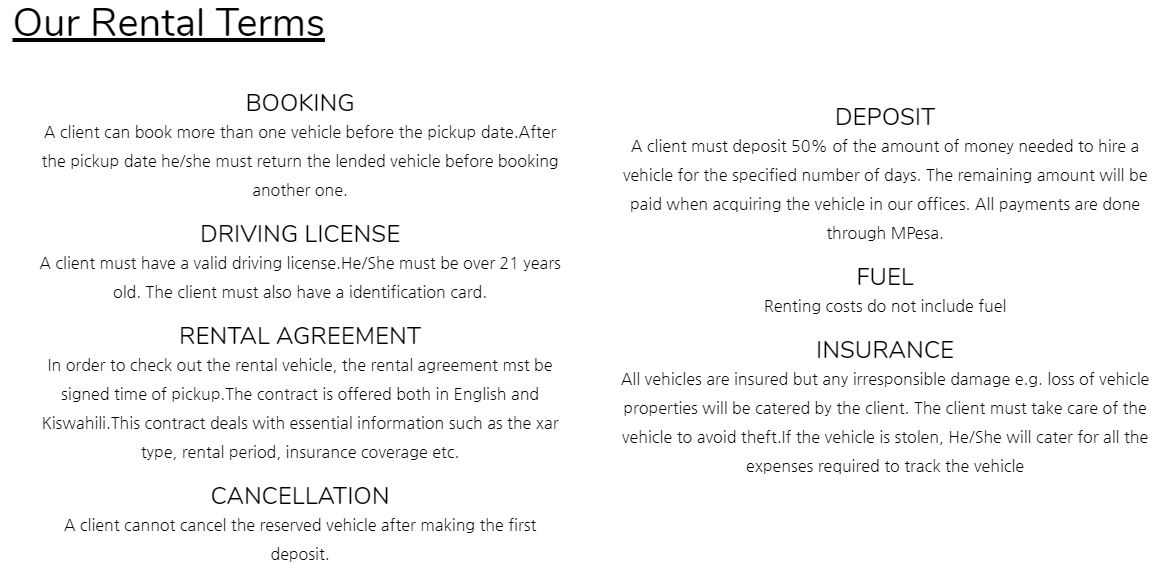 Our Rental Terms
BOOKING
A client can book more than one vehicle before the pickup date.After
the pickup date he/she must return the lended vehicle before booking
another one.
DRIVING LICENSE
A client must have a valid driving license.He/She must be over 21 years
old. The client must also have a identification card.
RENTAL AGREEMENT
In order to check out the rental vehicle, the rental agreement mst be
signed time of pickup.The contract is offered both in English and
Kiswahili.This contract deals with essential information such as the xar
type, rental period, insurance coverage etc.
CANCELLATION
A client cannot cancel the reserved vehicle after making the first
deposit.
DEPOSIT
A client must deposit 50% of the amount of money needed to hire a
vehicle for the specified number of days. The remaining amount will be
paid when acquiring the vehicle in our offices. All payments are done
through MPesa.
FUEL
Renting costs do not include fuel
INSURANCE
All vehicles are insured but any irresponsible damage e.g. loss of vehicle
properties will be catered by the client. The client must take care of the
vehicle to avoid theft.If the vehicle is stolen, He/She will cater for all the
expenses required to track the vehicle